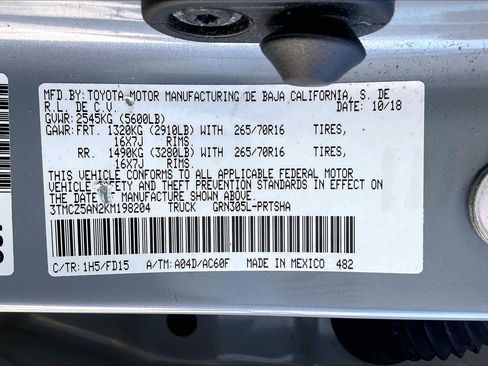 MFD.BY:TOYOTA MOTOR MANUFACTURING DE BAJA CALIFORNIA, S. DE
R.L. DE C.V. DATE: 10/18
GVWR:2545KG (5600LB)
GAWR:FRT. 1320KG (2910LB) WITH 265/70R16 TIRES,
16X7J RIMS.
RR. 1490KG (3280LB) WITH 265/70R16 TIRES,
16X7J RIMS.
THIS VEHICLE CONFORMS TO ALL APPLICABLE FEDERAL MOTOR
VEHICLE SAFETY AND THEFT PREVENTION STANDARDS IN EFFECT ON
THE DATE OF MANUFACTURE SHOWN ABOVE.
3TMCZ5AN2KM198204 TRUCK GRN305L-PRTSHA
C/TR: 1H5/FD15 A/TM: A04D/AC60F MADE IN MEXICO 482